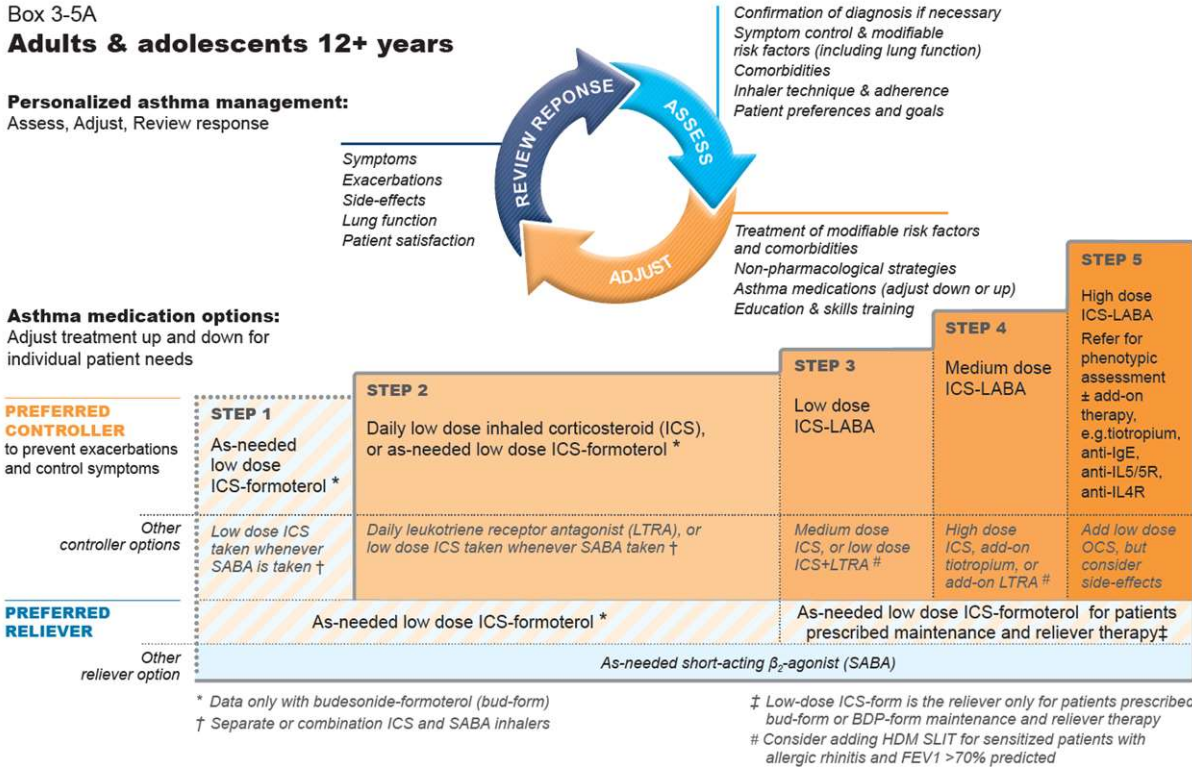 Box 3-5A
Adults & adolescents 12+ years
Personalized asthma management:
Assess, Adjust, Review response
Symptoms
Exacerbations
Side-effects
Lung function
Patient satisfaction
REVIEW REPONSE
ASSESS
ADJUST
Confirmation of diagnosis if necessary
Symptom control & modifiable
risk factors (including lung function)
Comorbidities
Inhaler technique & adherence
Patient preferences and goals
Treatment of modifiable risk factors
and comorbidities
Non-pharmacological strategies
Asthma medications (adjust down or up)
Education & skills training
Asthma medication options:
Adjust treatment up and down for
individual patient needs
PREFERRED
CONTROLLER
to prevent exacerbations
and control symptoms
STEP 1
As-needed
low dose
ICS-formoterol *
STEP 2
Daily low dose inhaled corticosteroid (ICS),
or as-needed low dose ICS-formoterol *
STEP 3
Low dose
ICS-LABA
STEP 4
Medium dose
ICS-LABA
STEP 5
High dose
ICS-LABA
Refer for
phenotypic
assessment
± add-on
therapy,
e.g.tiotropium,
anti-IgE,
anti-IL5/5R,
anti-IL4R
Other
controller options
Low dose ICS
taken whenever
SABA is taken †
Daily leukotriene receptor antagonist (LTRA), or
low dose ICS taken whenever SABA taken †
Medium dose
ICS, or low dose
ICS+LTRA #
High dose
ICS, add-on
tiotropium, or
add-on LTRA #
Add low dose
OCS, but
consider
side-effects
PREFERRED
RELIEVER
As-needed low dose ICS-formoterol *
As-needed low dose ICS-formoterol for patients
prescribed maintenance and reliever therapy‡
Other
reliever option
As-needed short-acting β₂-agonist (SABA)
* Data only with budesonide-formoterol (bud-form)
† Separate or combination ICS and SABA inhalers
‡ Low-dose ICS-form is the reliever only for patients prescribed
bud-form or BDP-form maintenance and reliever therapy
# Consider adding HDM SLIT for sensitized patients with
allergic rhinitis and FEV1 >70% predicted